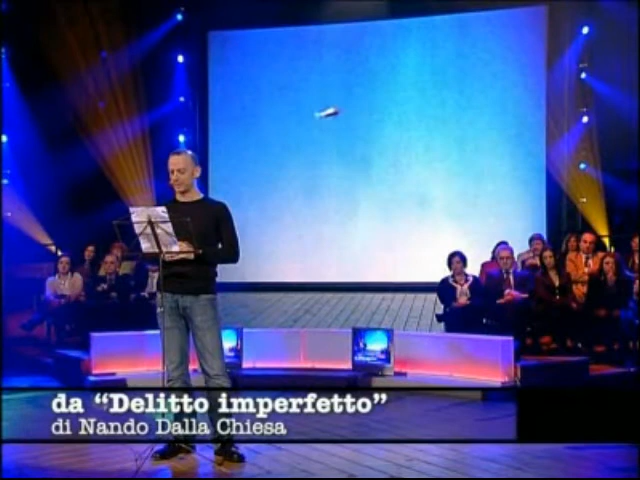 da “Delitto imperfetto”
di Nando Dalla Chiesa